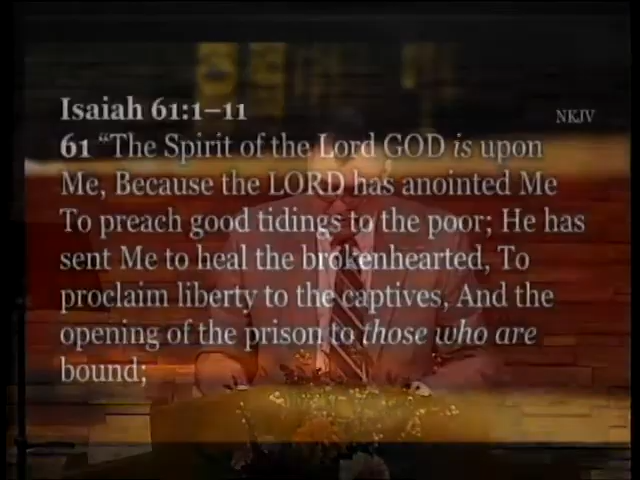 Isaiah 61:1–11
NKJV
61 “The Spirit of the Lord GOD is upon
Me, Because the LORD has anointed Me
To preach good tidings to the poor; He has
sent Me to heal the brokenhearted, To
proclaim liberty to the captives, And the
opening of the prison to those who are
bound;